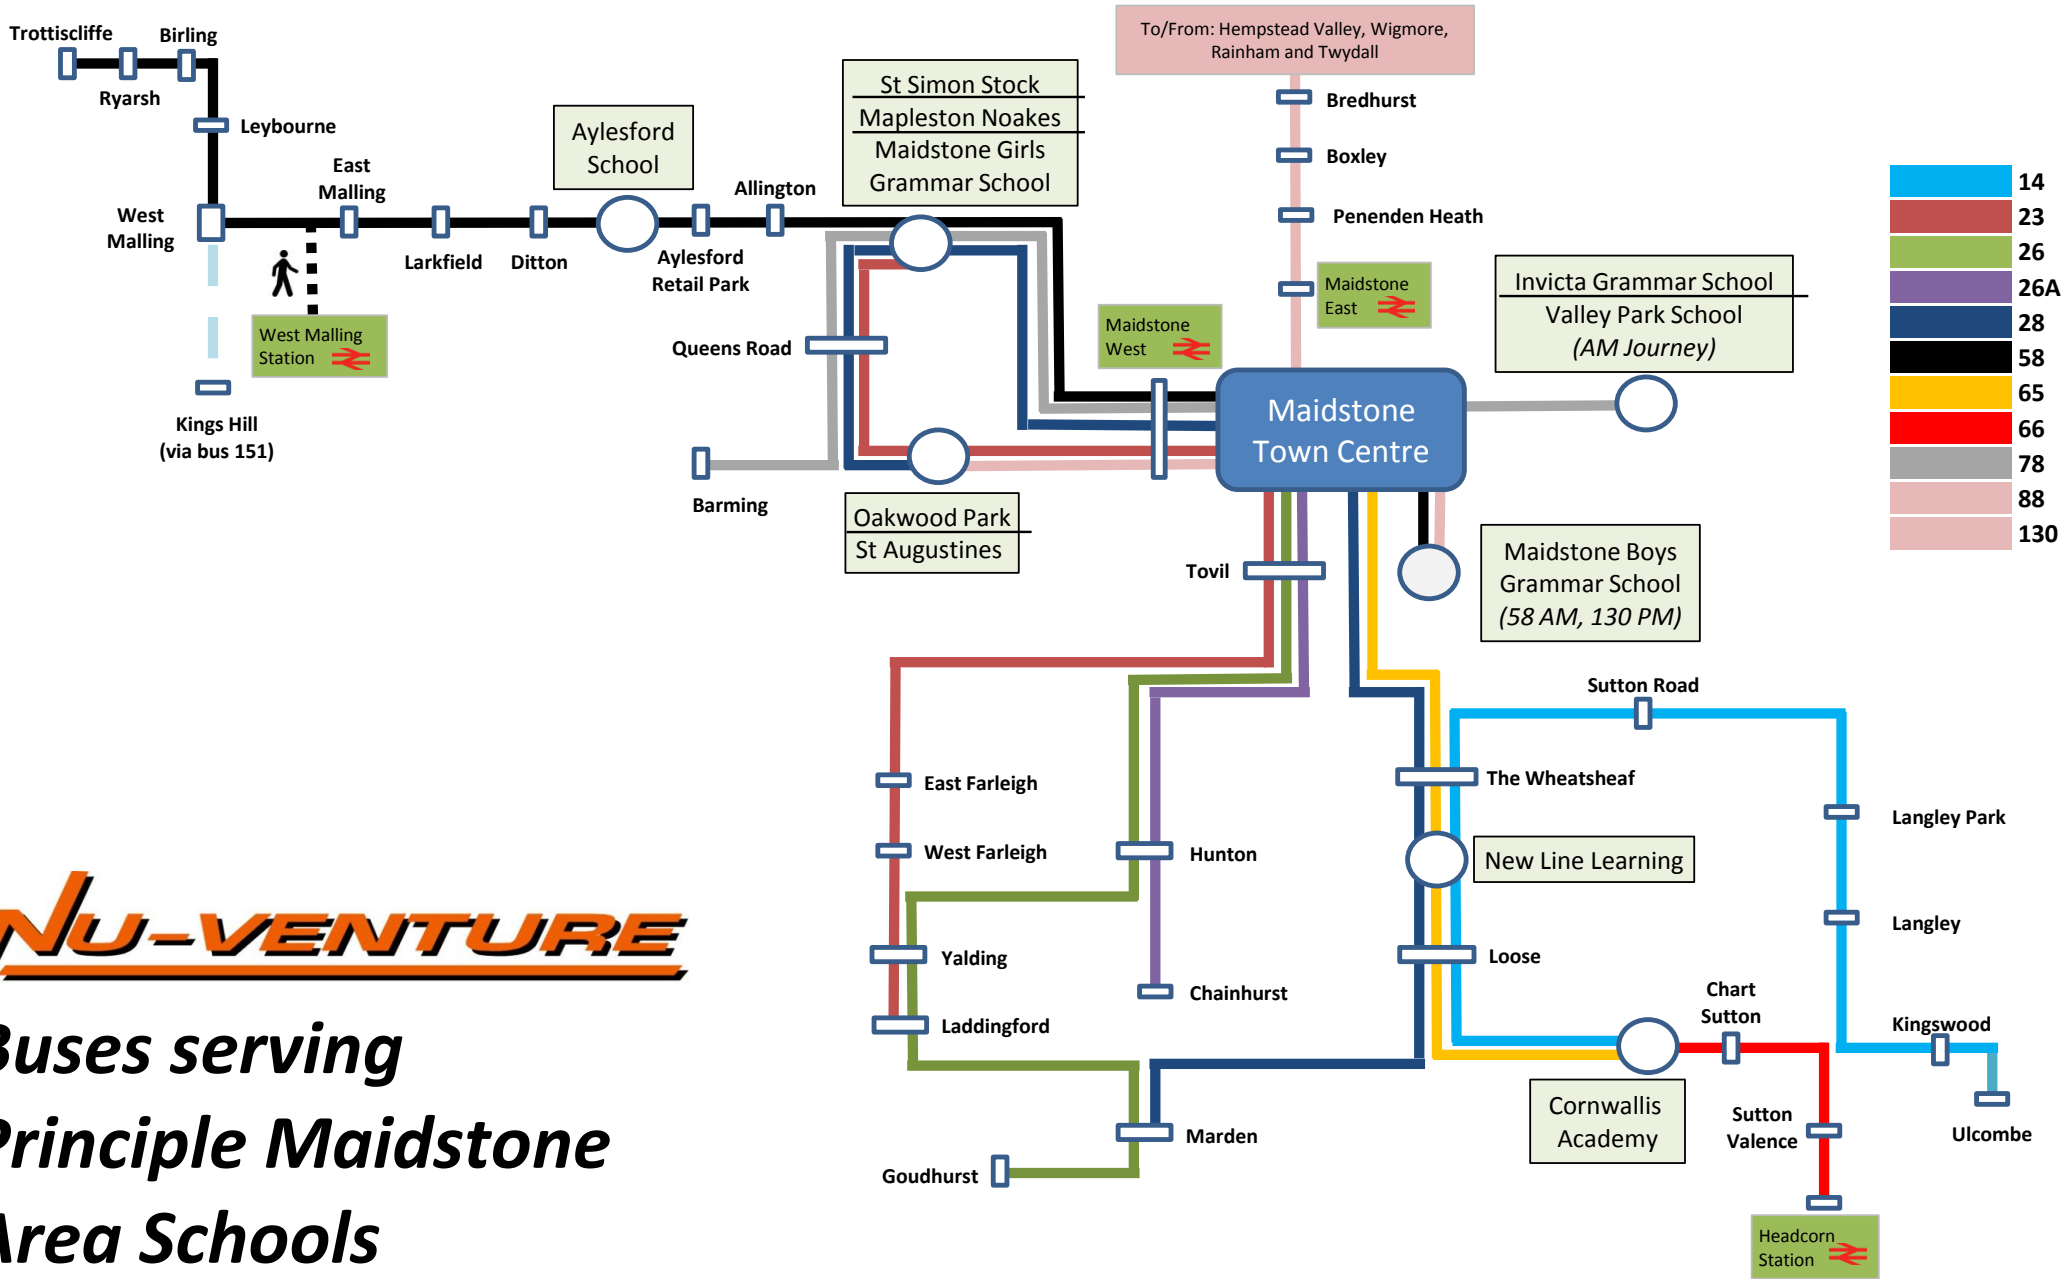 Trottiscliffe
Birling
Ryarsh
Leybourne
East
Malling
West
Malling
Larkfield
Ditton
Aylesford
School
Aylesford
Retail Park
Allington
West Malling
Station
Kings Hill
(via bus 151)
St Simon Stock
Mapleston Noakes
Maidstone Girls
Grammar School
Queens Road
Barming
Oakwood Park
St Augustines
To/From: Hempstead Valley, Wigmore,
Rainham and Twydall
Bredhurst
Boxley
Penenden Heath
Maidstone
East
Maidstone
West
Maidstone
Town Centre
Invicta Grammar School
Valley Park School
(AM Journey)
14
23
26
26A
28
58
65
66
78
88
130
Tovil
Maidstone Boys
Grammar School
(58 AM, 130 PM)
Sutton Road
The Wheatsheaf
New Line Learning
Loose
Langley Park
Langley
Kingswood
Ulcombe
Chart
Sutton
Sutton
Valence
Cornwallis
Academy
Headcorn
Station
East Farleigh
West Farleigh
Hunton
Yalding
Laddingford
Chainhurst
Marden
Goudhurst
NU-VENTURE
Buses serving
Principle Maidstone
Area Schools